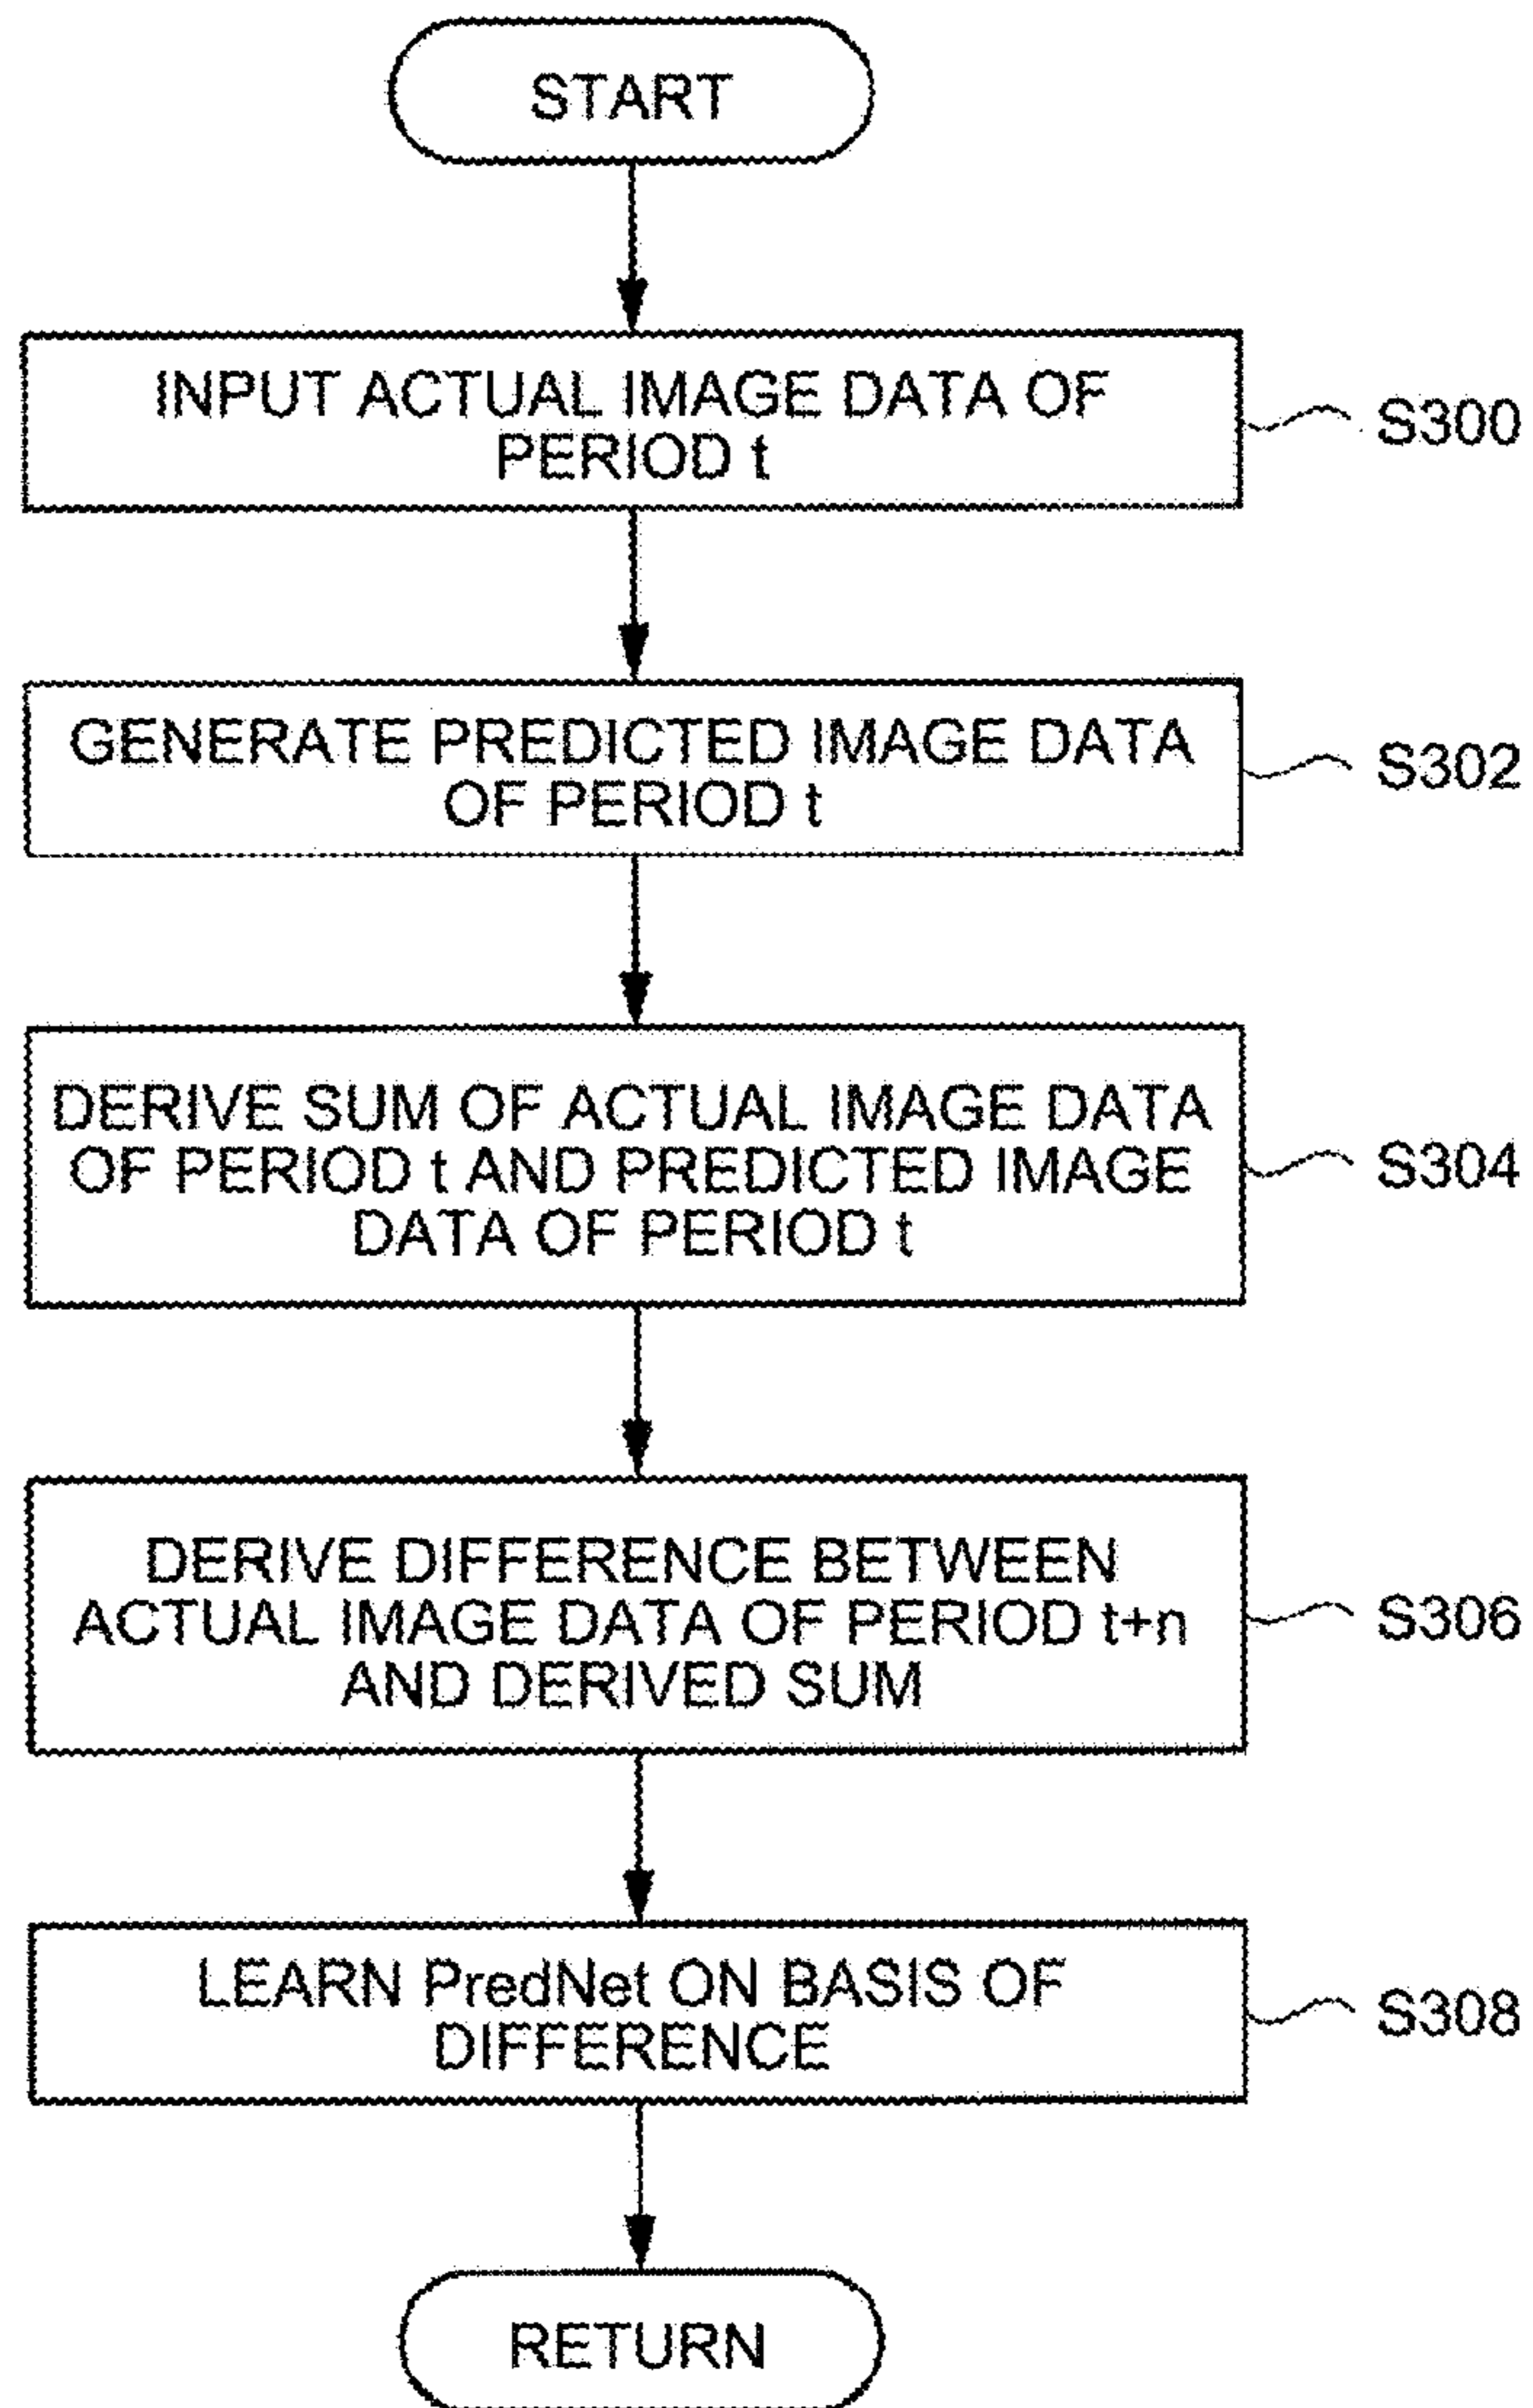 START
INPUT ACTUAL IMAGE DATA OF
PERIOD t
S300
GENERATE PREDICTED IMAGE DATA
OF PERIOD t
S302
DERIVE SUM OF ACTUAL IMAGE DATA
OF PERIOD t AND PREDICTED IMAGE
DATA OF PERIOD t
S304
DERIVE DIFFERENCE BETWEEN
ACTUAL IMAGE DATA OF PERIOD t+n
AND DERIVED SUM
S306
LEARN PredNet ON BASIS OF
DIFFERENCE
S308
RETURN